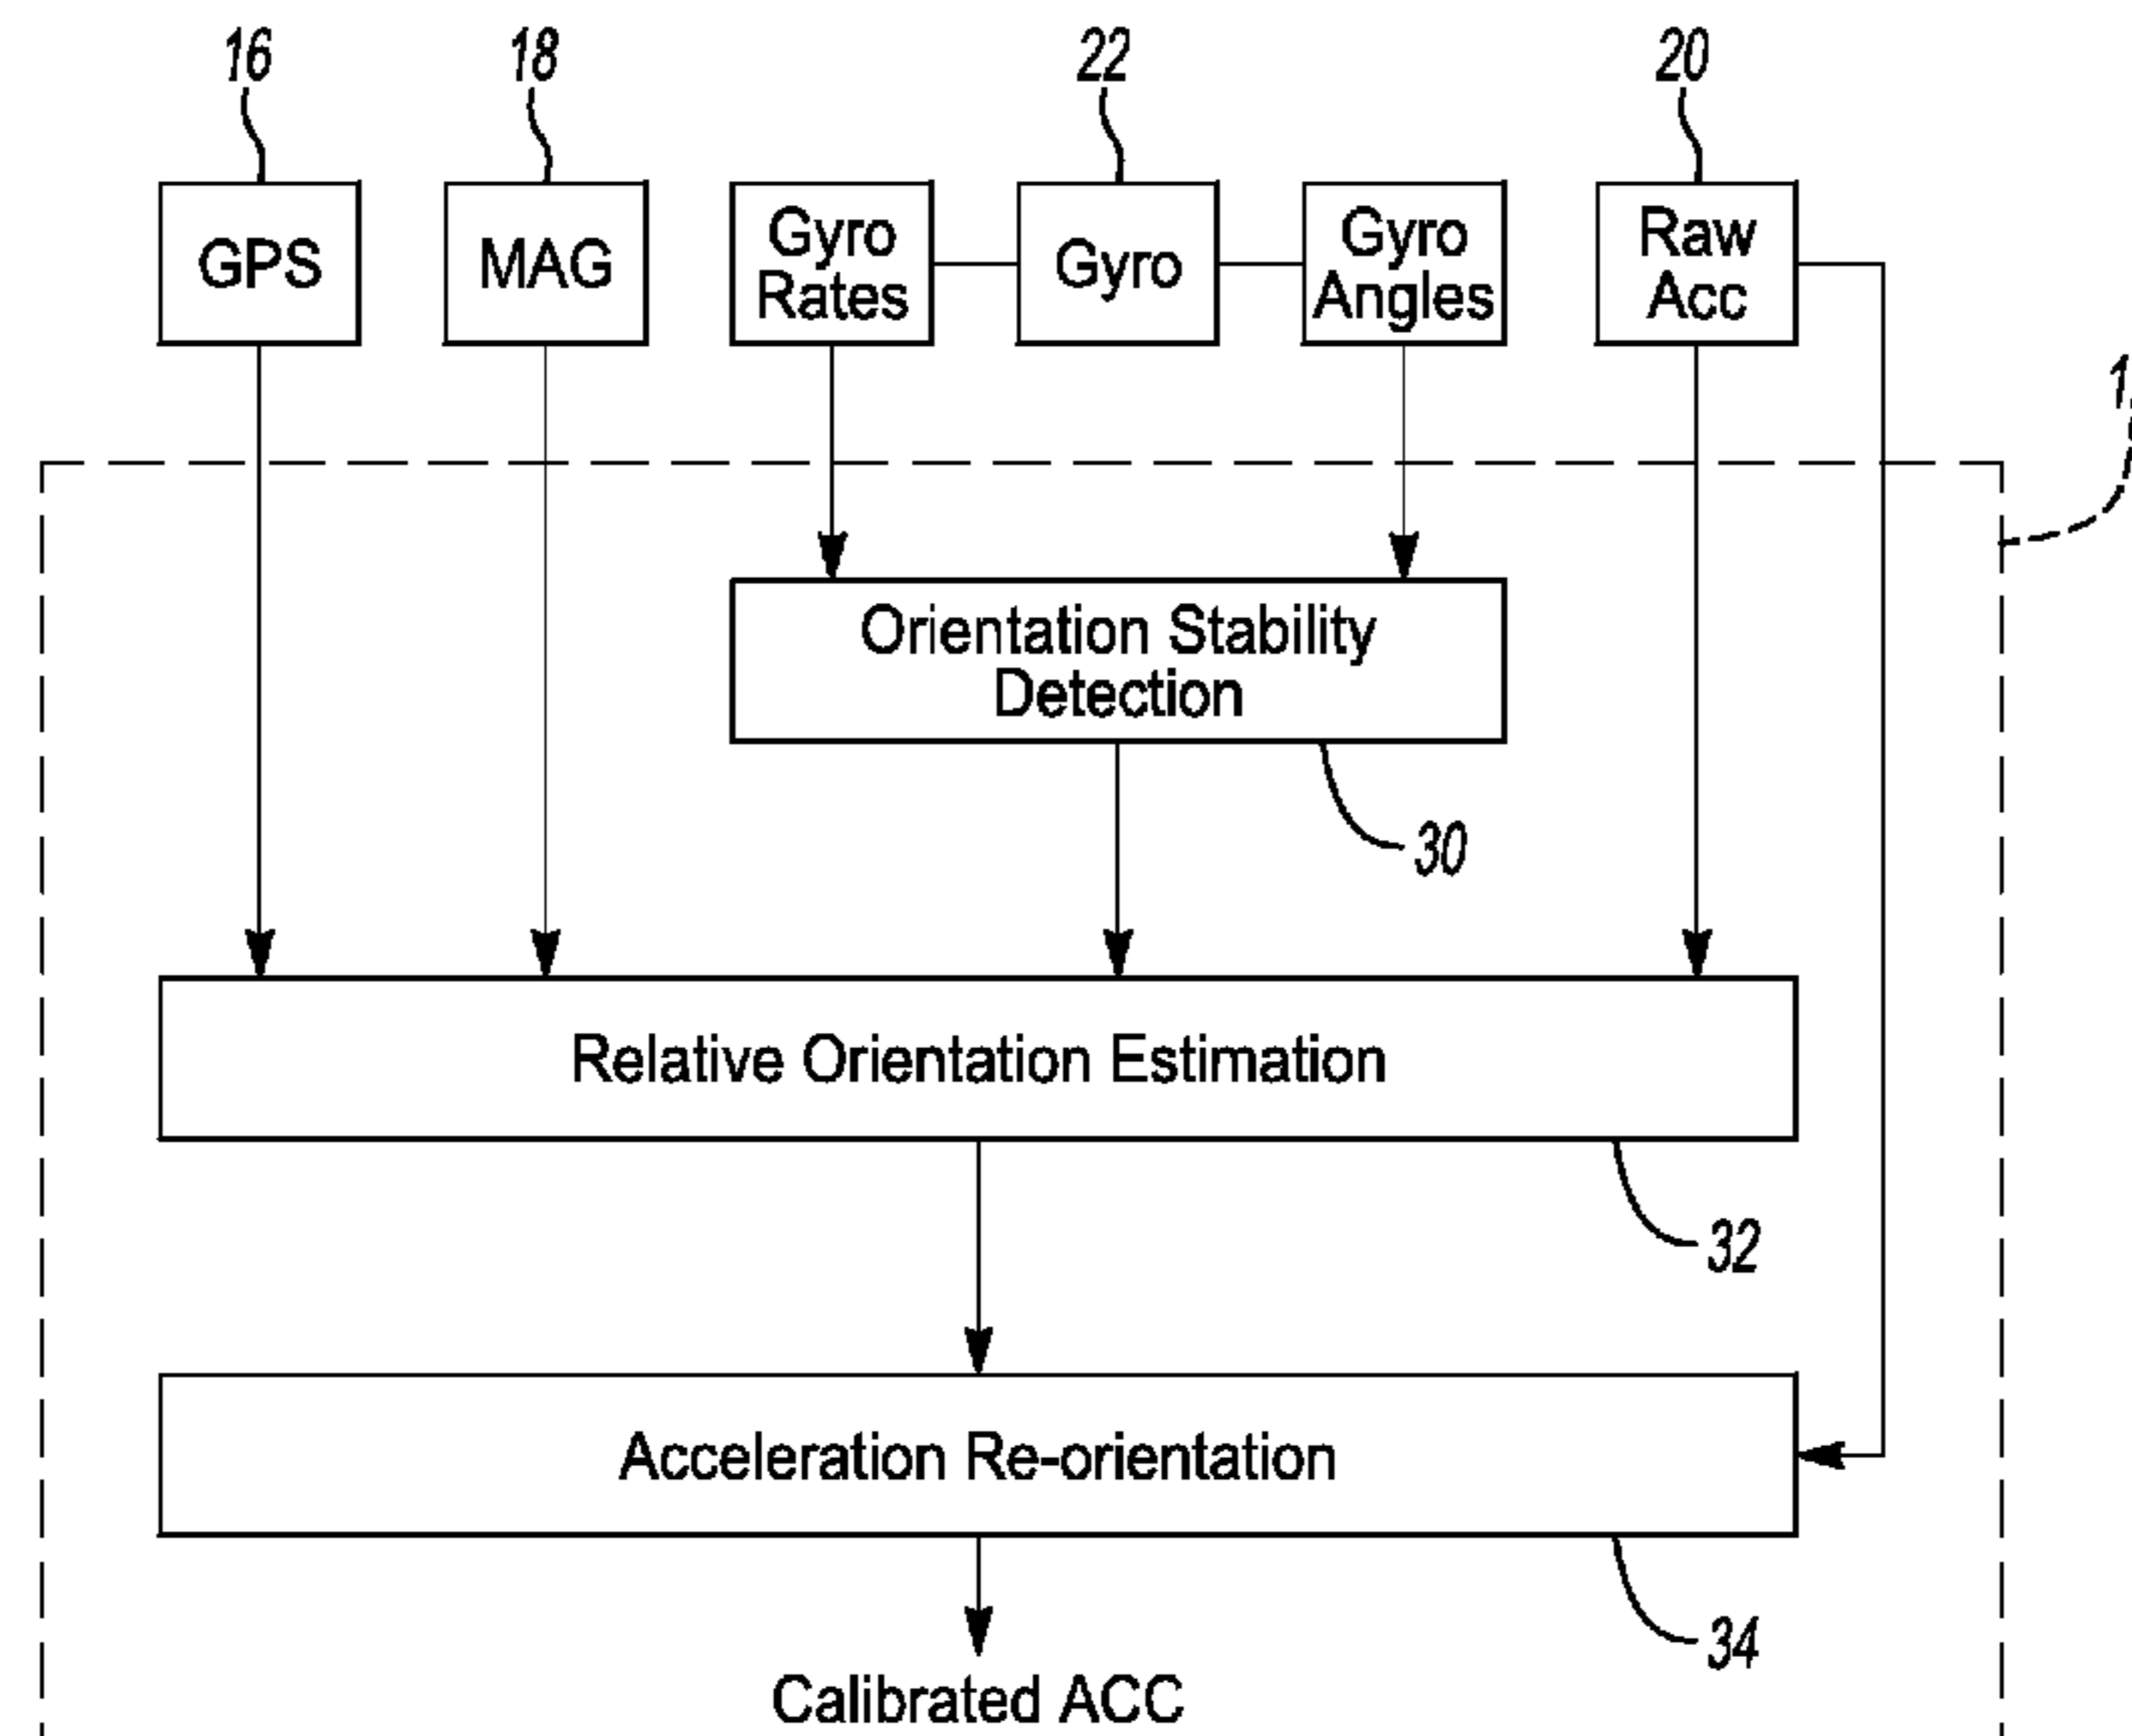 16 18 22 20
GPS
MAG
Gyro
Rates
Gyro
Gyro
Angles
Raw
Acc
Orientation Stability
Detection
30
Relative Orientation Estimation
32
Acceleration Re-orientation
34
Calibrated ACC